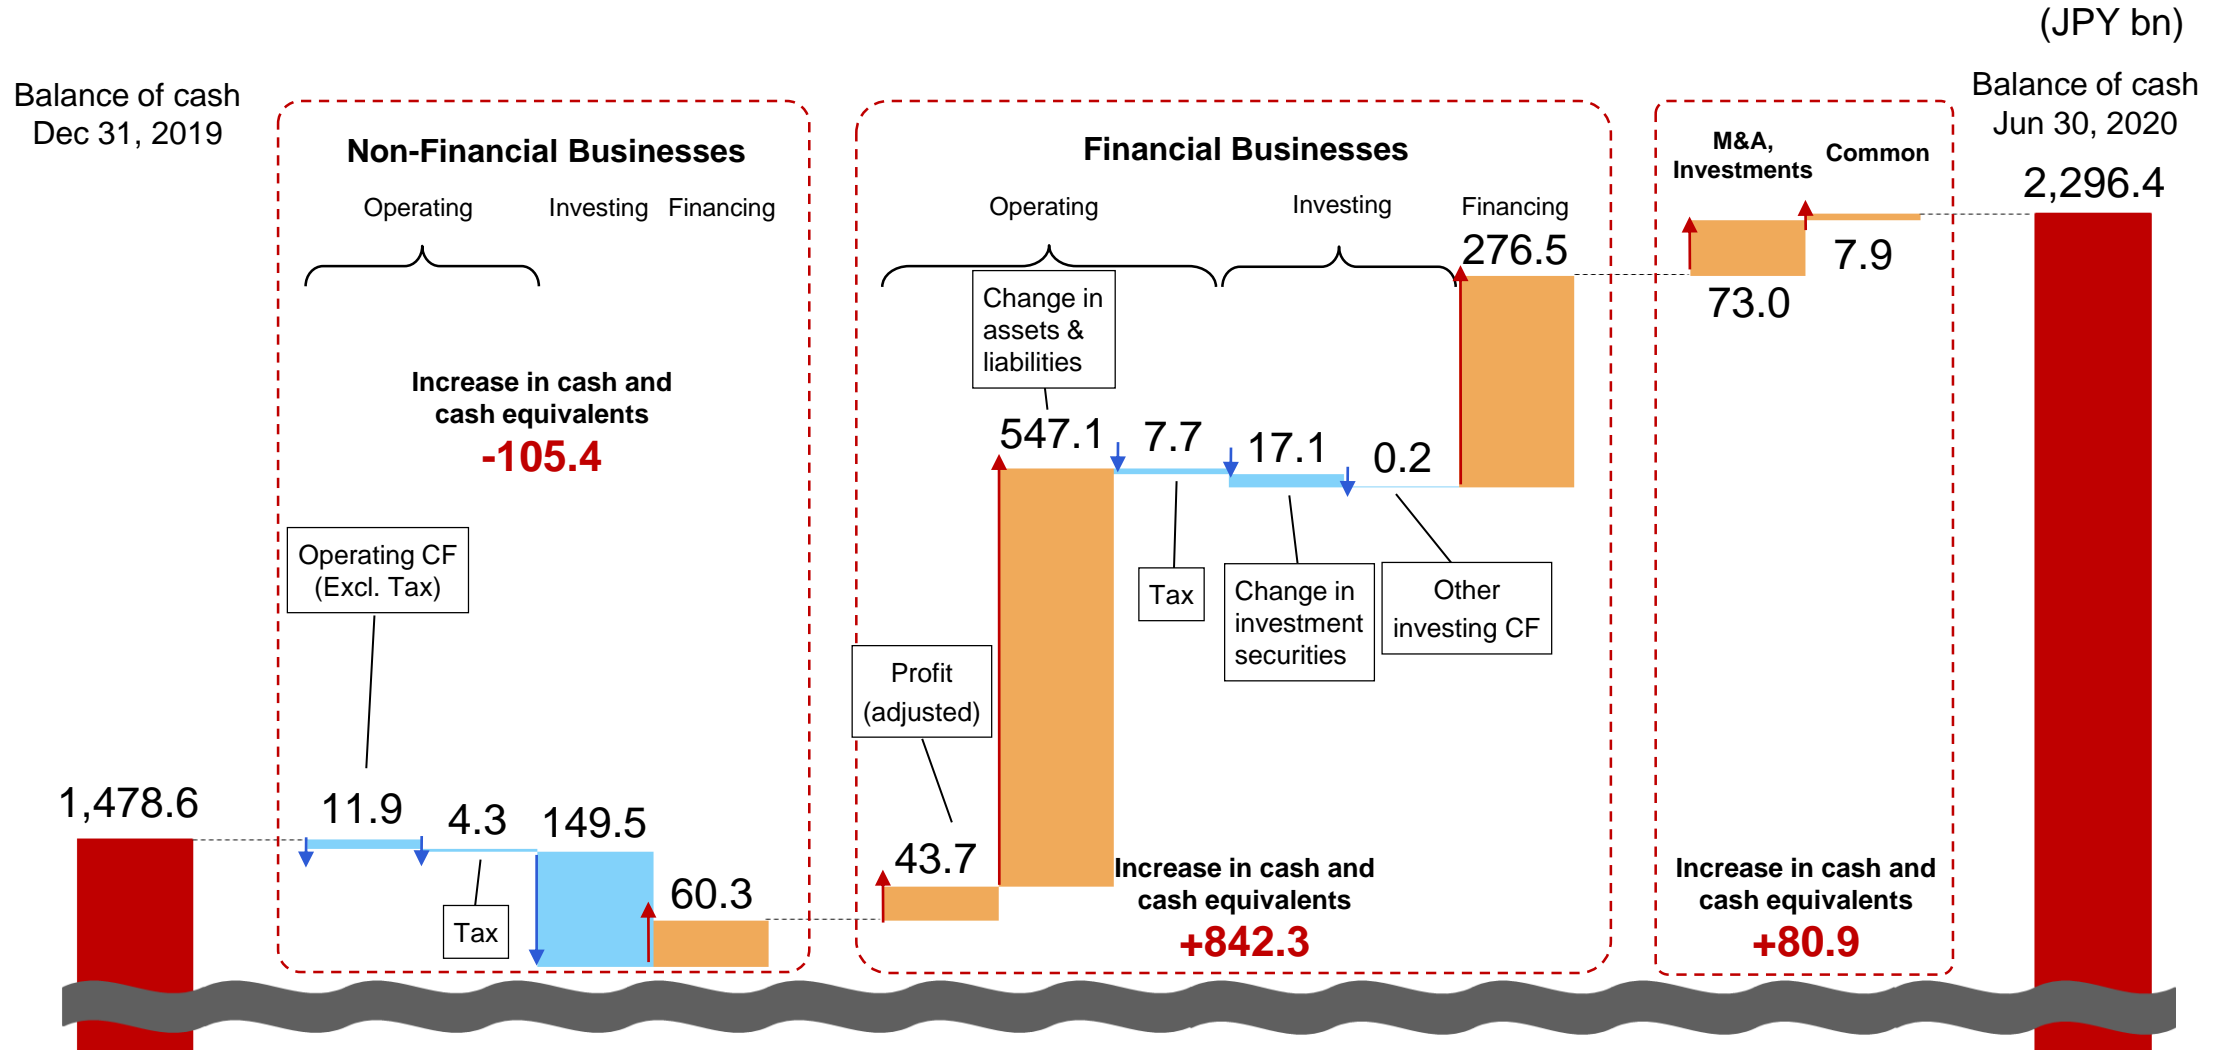 (JPY bn)
Balance of cash
Dec 31, 2019
1,478.6
Non-Financial Businesses
Operating
Investing
Financing
Increase in cash and
cash equivalents
-105.4
Operating CF
(Excl. Tax)
11.9
4.3
149.5
60.3
Tax
Financial Businesses
Operating
Investing
Financing
276.5
Change in
assets &
liabilities
547.1
7.7
17.1
0.2
Tax
Change in
investment
securities
Other
investing CF
Profit
(adjusted)
43.7
Increase in cash and
cash equivalents
+842.3
M&A,
Investments
Common
73.0
7.9
Increase in cash and
cash equivalents
+80.9
Balance of cash
Jun 30, 2020
2,296.4